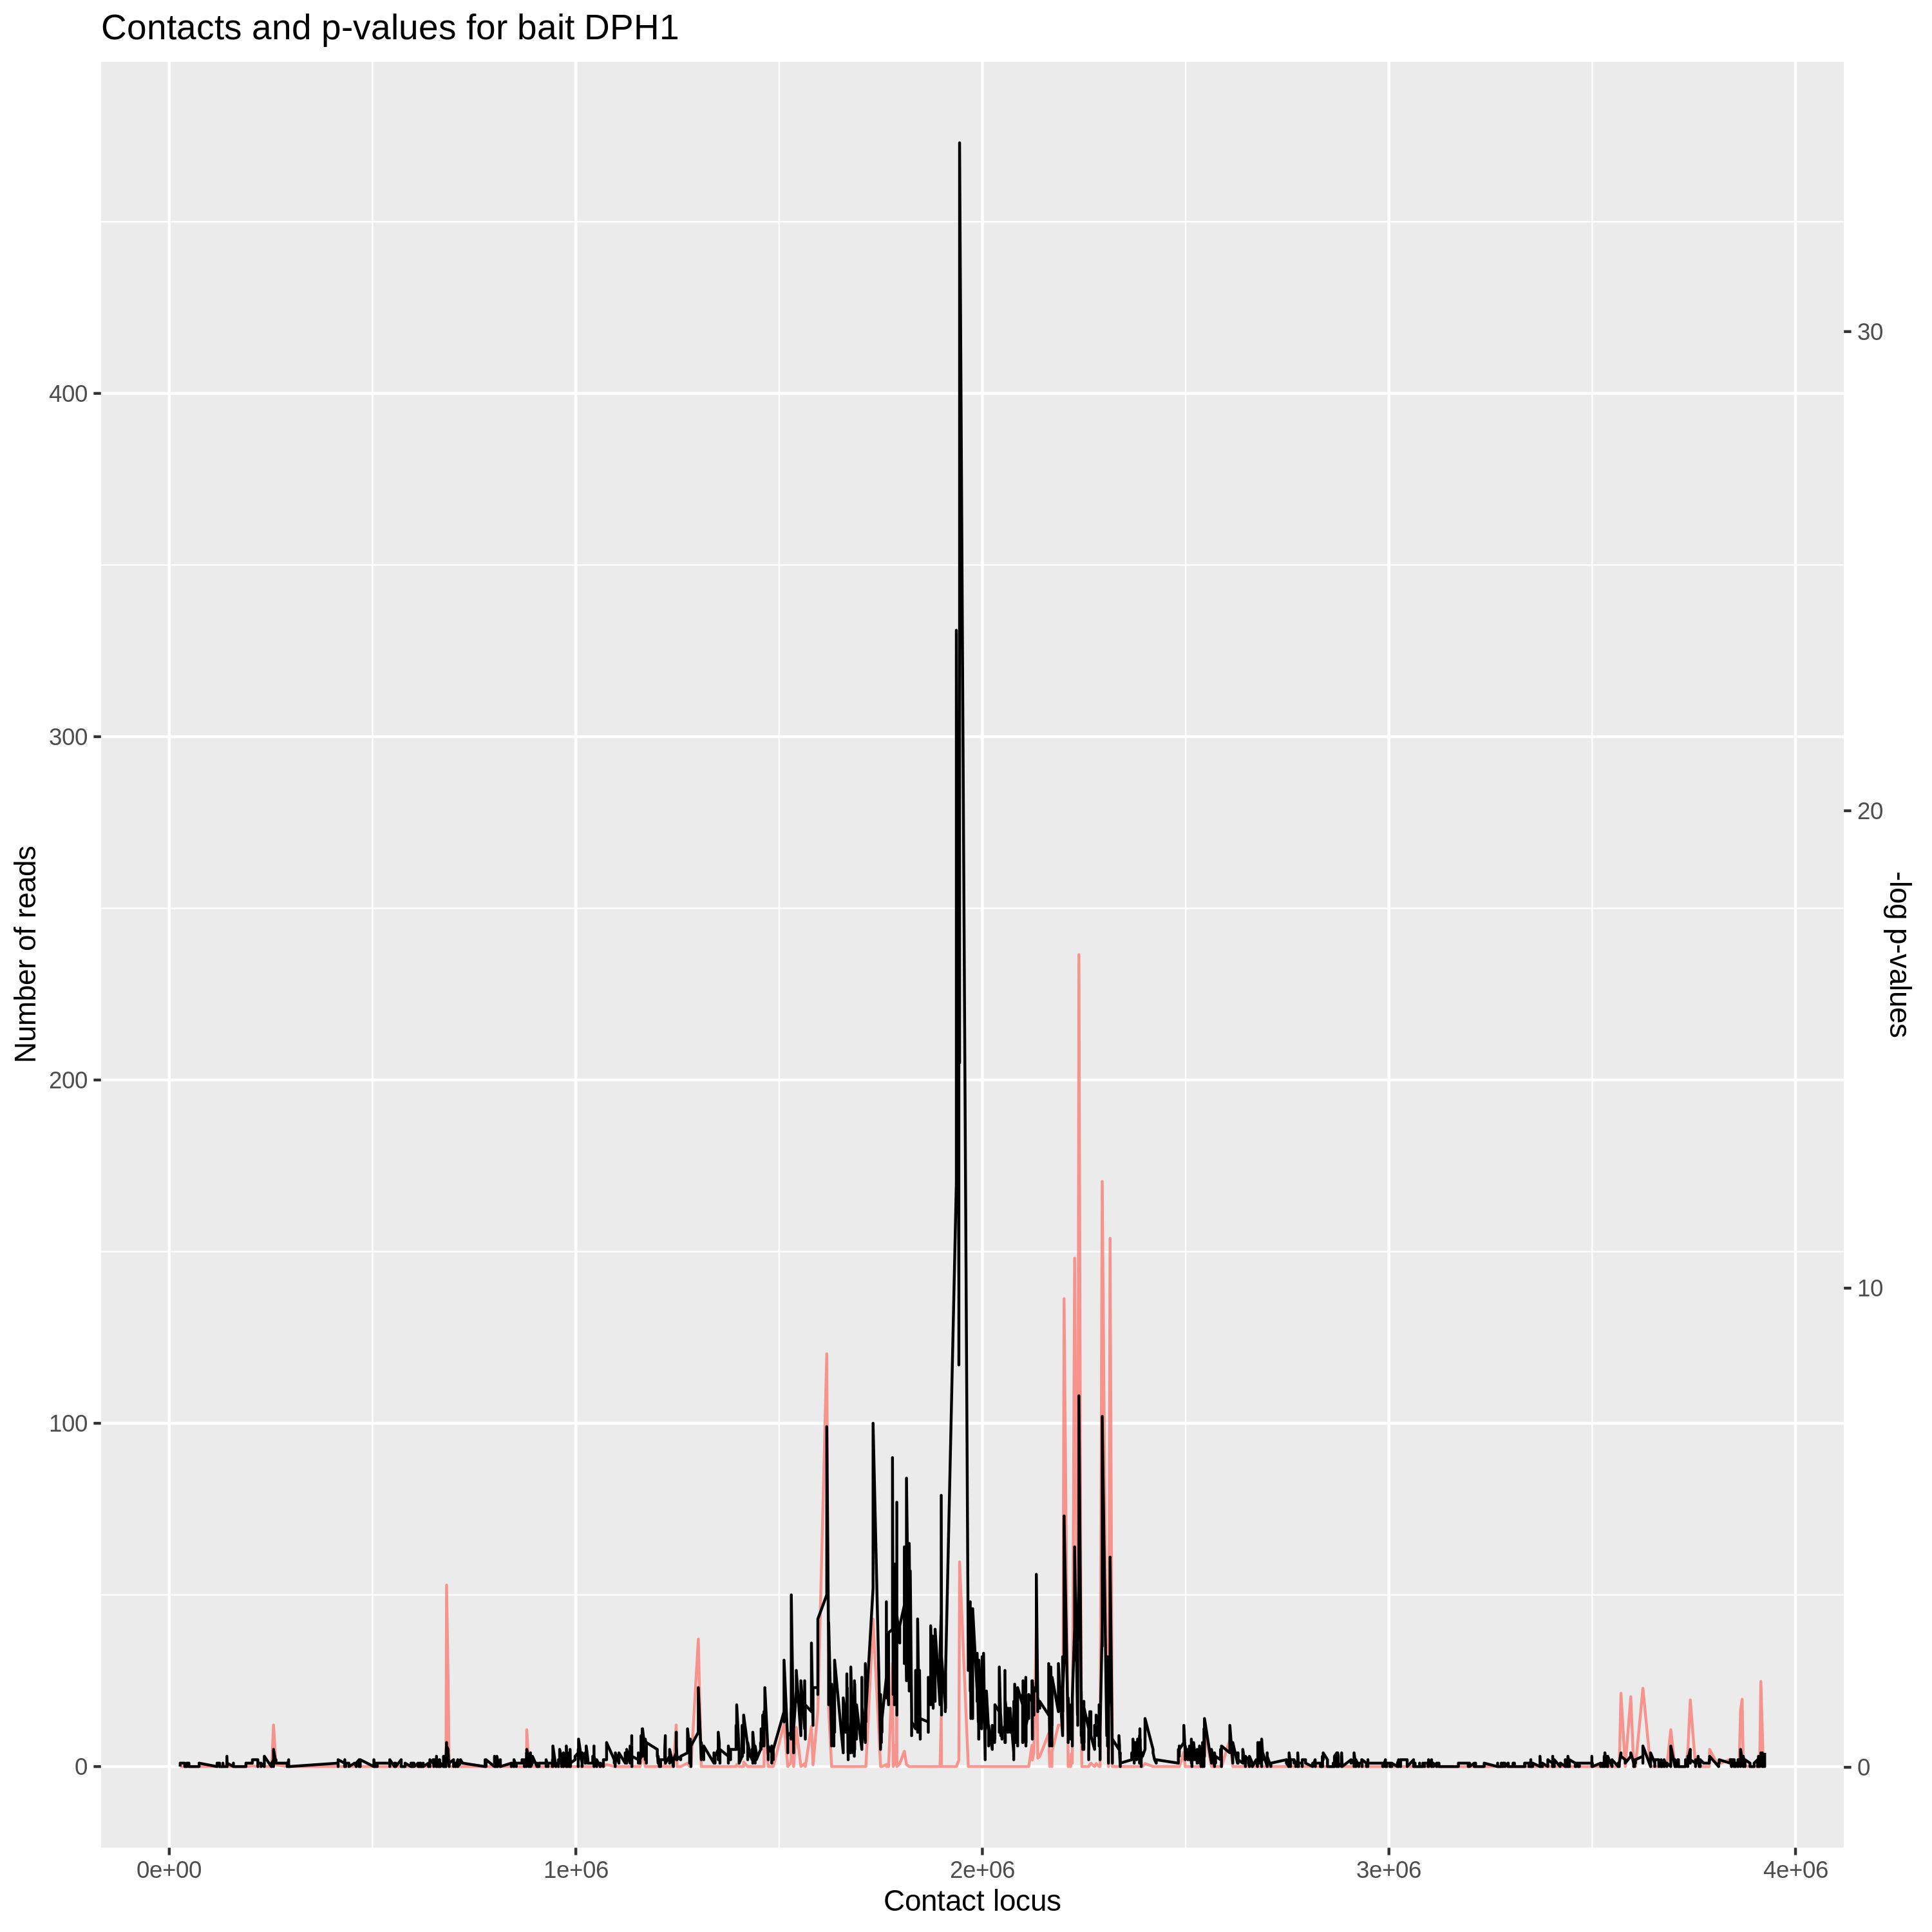 Contacts and p-values for bait DPH1
Number of reads
400
300
200
100
0
30
20
10
0
-log p-values
0e+00
1e+06
2e+06
3e+06
4e+06
Contact locus